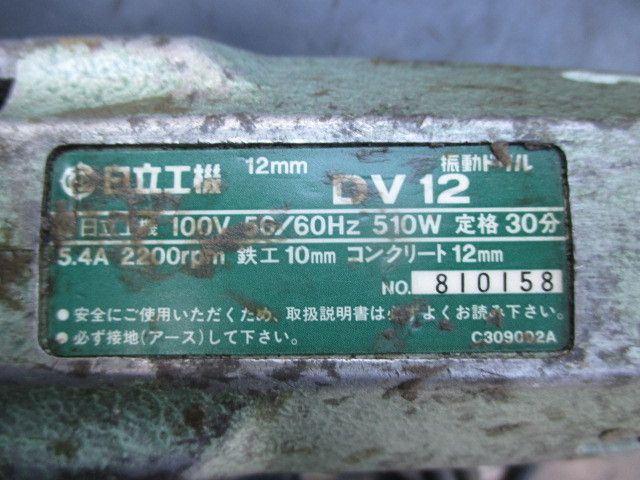 日立工機 12mm 振動ドリル
DV 12
日立工機 100V 50/60Hz 510W 定格 30分
5.4A 2200rpm 鉄工 10mm コンクリート 12mm
NO. 810158
●安全にご使用いただくため、取扱説明書は必ずよくお読み下さい。
●必ず接地(アース)して下さい。 C309002A